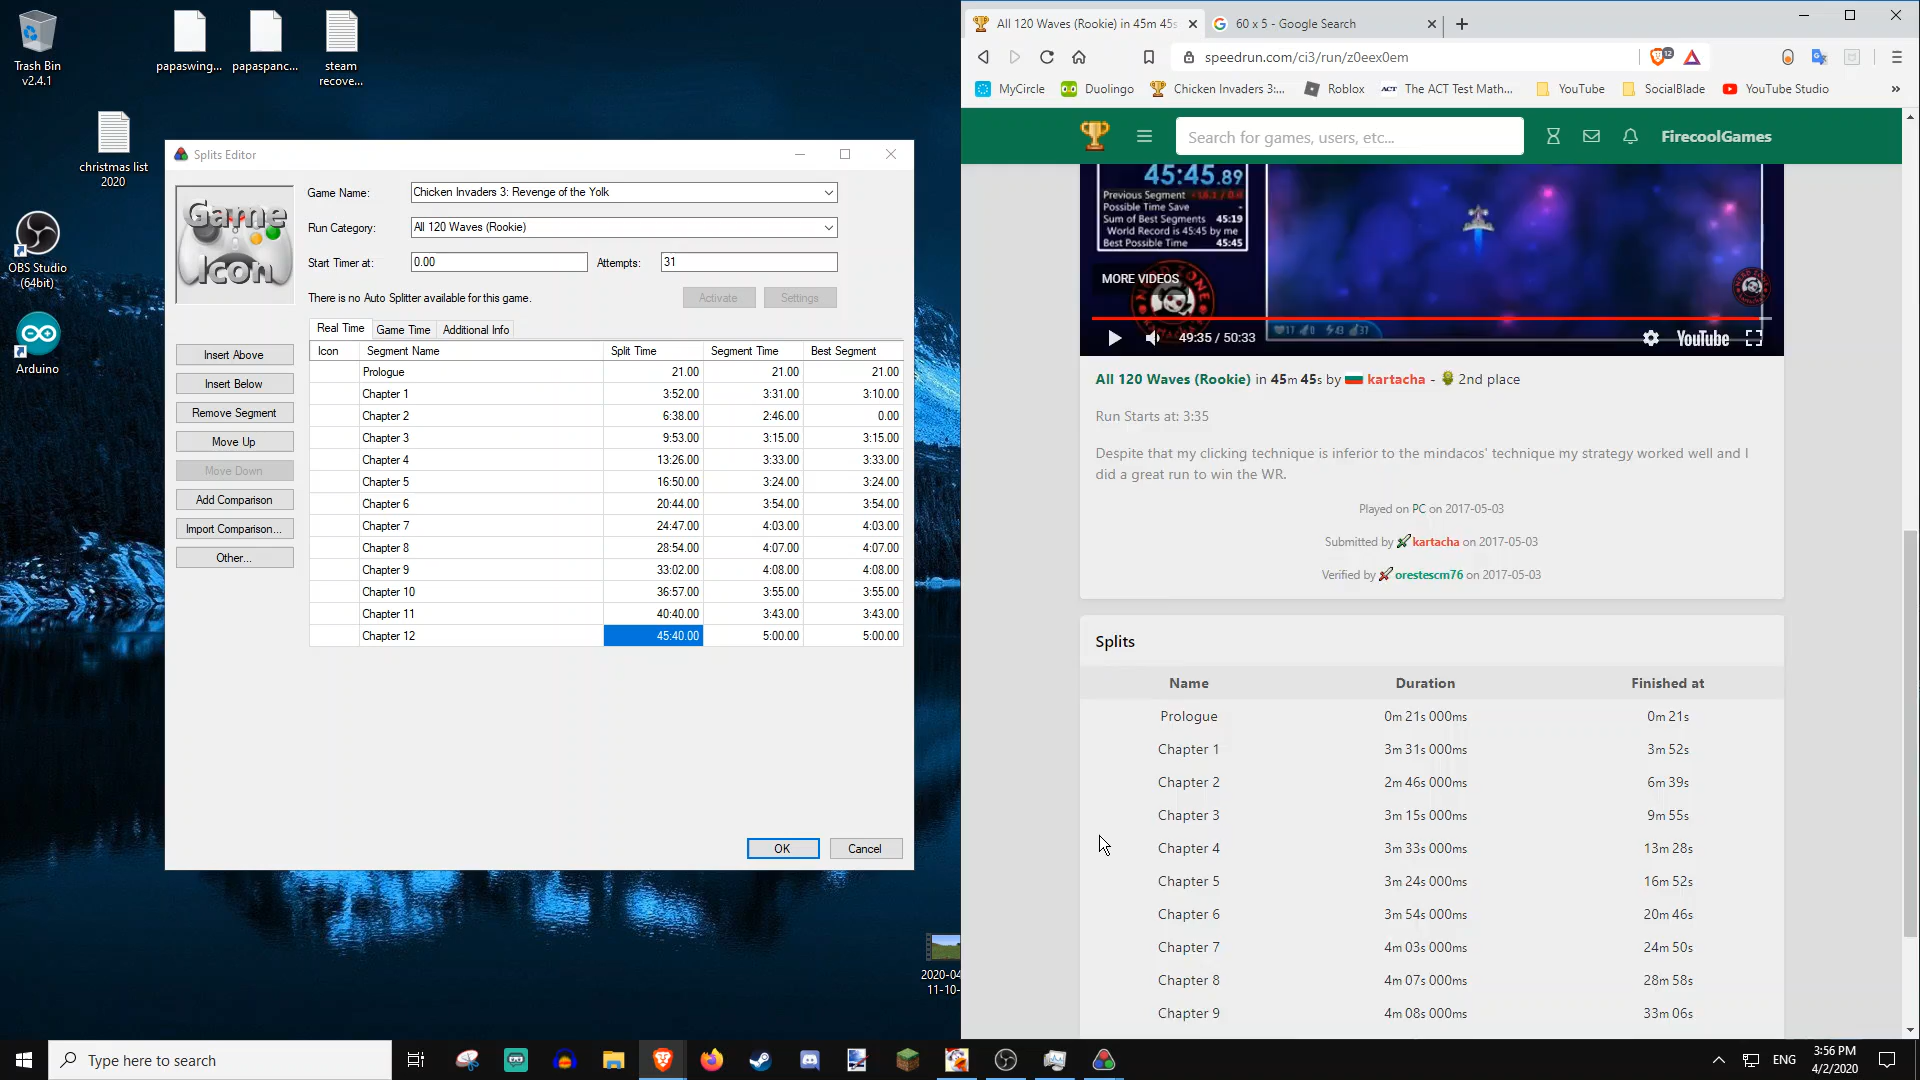 Trash Bin
v2.4.1
papaswing...
papaspanc...
steam
recove...
christmas list
2020
OBS Studio
(64bit)
Arduino
2020-04
11-10-
Splits Editor
Game
Icon
Game Name:
Chicken Invaders 3: Revenge of the Yolk
Run Category:
All 120 Waves (Rookie)
Start Timer at:
0.00
Attempts:
31
There is no Auto Splitter available for this game.
Activate
Settings
Real Time
Game Time
Additional Info
Insert Above
Insert Below
Remove Segment
Move Up
Move Down
Add Comparison
Import Comparison...
Other...
Icon Segment Name Split Time Segment Time Best Segment
Prologue 21.00 21.00 21.00
Chapter 1 3:52.00 3:31.00 3:10.00
Chapter 2 6:38.00 2:46.00 0.00
Chapter 3 9:53.00 3:15.00 3:15.00
Chapter 4 13:26.00 3:33.00 3:33.00
Chapter 5 16:50.00 3:24.00 3:24.00
Chapter 6 20:44.00 3:54.00 3:54.00
Chapter 7 24:47.00 4:03.00 4:03.00
Chapter 8 28:54.00 4:07.00 4:07.00
Chapter 9 33:02.00 4:08.00 4:08.00
Chapter 10 36:57.00 3:55.00 3:55.00
Chapter 11 40:40.00 3:43.00 3:43.00
Chapter 12 45:40.00 5:00.00 5:00.00
OK
Cancel
All 120 Waves (Rookie) in 45m 45s
60 x 5 - Google Search
speedrun.com/ci3/run/z0eex0em
12
MyCircle
Duolingo
Chicken Invaders 3:...
Roblox
ACT The ACT Test Math...
YouTube
SocialBlade
YouTube Studio
»
Search for games, users, etc...
FirecoolGames
45:45.89
Previous Segment
Possible Time Save -
Sum of Best Segments 45:19
World Record is 45:45 by me
Best Possible Time 45:45
MORE VIDEOS
49:35 / 50:33
YouTube
All 120 Waves (Rookie) in 45m 45s by kartacha - 2nd place
Run Starts at: 3:35
Despite that my clicking technique is inferior to the mindacos' technique my strategy worked well and I
did a great run to win the WR.
Played on PC on 2017-05-03
Submitted by kartacha on 2017-05-03
Verified by orestescm76 on 2017-05-03
Splits
Name Duration Finished at
Prologue 0m 21s 000ms 0m 21s
Chapter 1 3m 31s 000ms 3m 52s
Chapter 2 2m 46s 000ms 6m 39s
Chapter 3 3m 15s 000ms 9m 55s
Chapter 4 3m 33s 000ms 13m 28s
Chapter 5 3m 24s 000ms 16m 52s
Chapter 6 3m 54s 000ms 20m 46s
Chapter 7 4m 03s 000ms 24m 50s
Chapter 8 4m 07s 000ms 28m 58s
Chapter 9 4m 08s 000ms 33m 06s
Type here to search
ENG
3:56 PM
4/2/2020